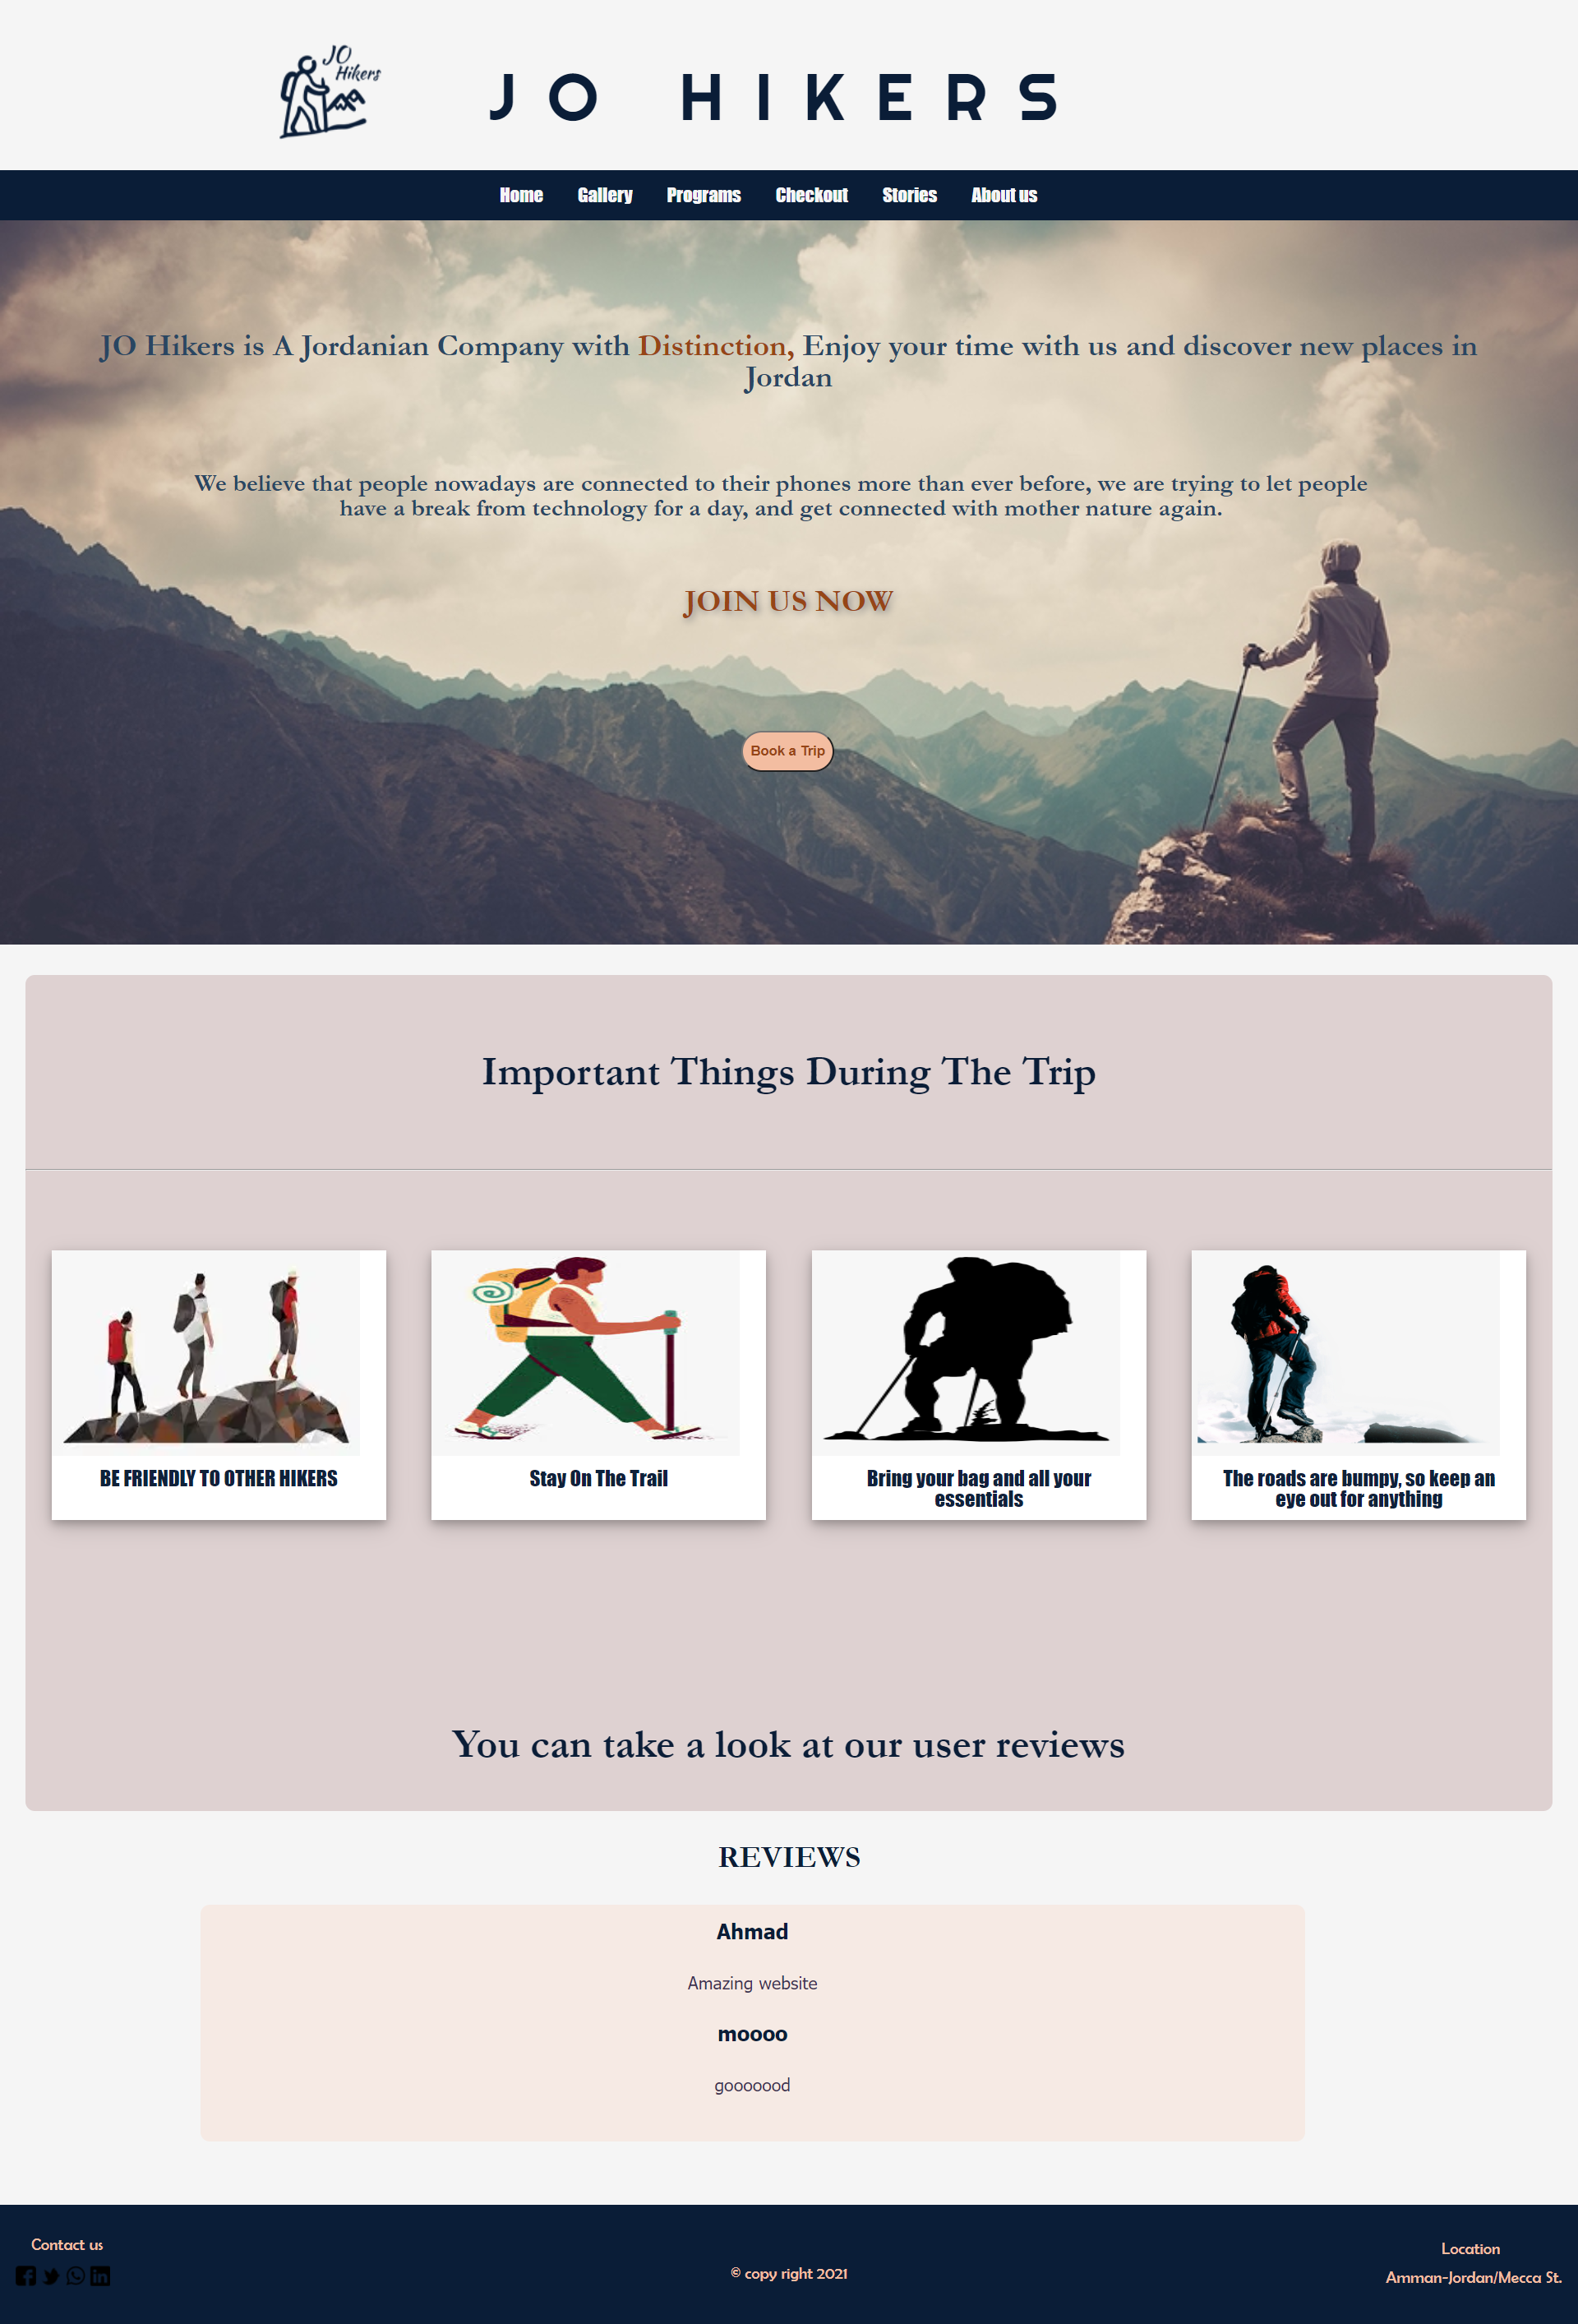 JO
Hikers
JO HIKERS
Home Gallery Programs Checkout Stories About us
JO Hikers is A Jordanian Company with Distinction, Enjoy your time with us and discover new places in
Jordan
We believe that people nowadays are connected to their phones more than ever before, we are trying to let people
have a break from technology for a day, and get connected with mother nature again.
JOIN US NOW
Book a Trip
Important Things During The Trip
BE FRIENDLY TO OTHER HIKERS
Stay On The Trail
Bring your bag and all your
essentials
The roads are bumpy, so keep an
eye out for anything
You can take a look at our user reviews
REVIEWS
Ahmad
Amazing website
moooo
gooooood
Contact us
© copy right 2021
Location
Amman-Jordan/Mecca St.